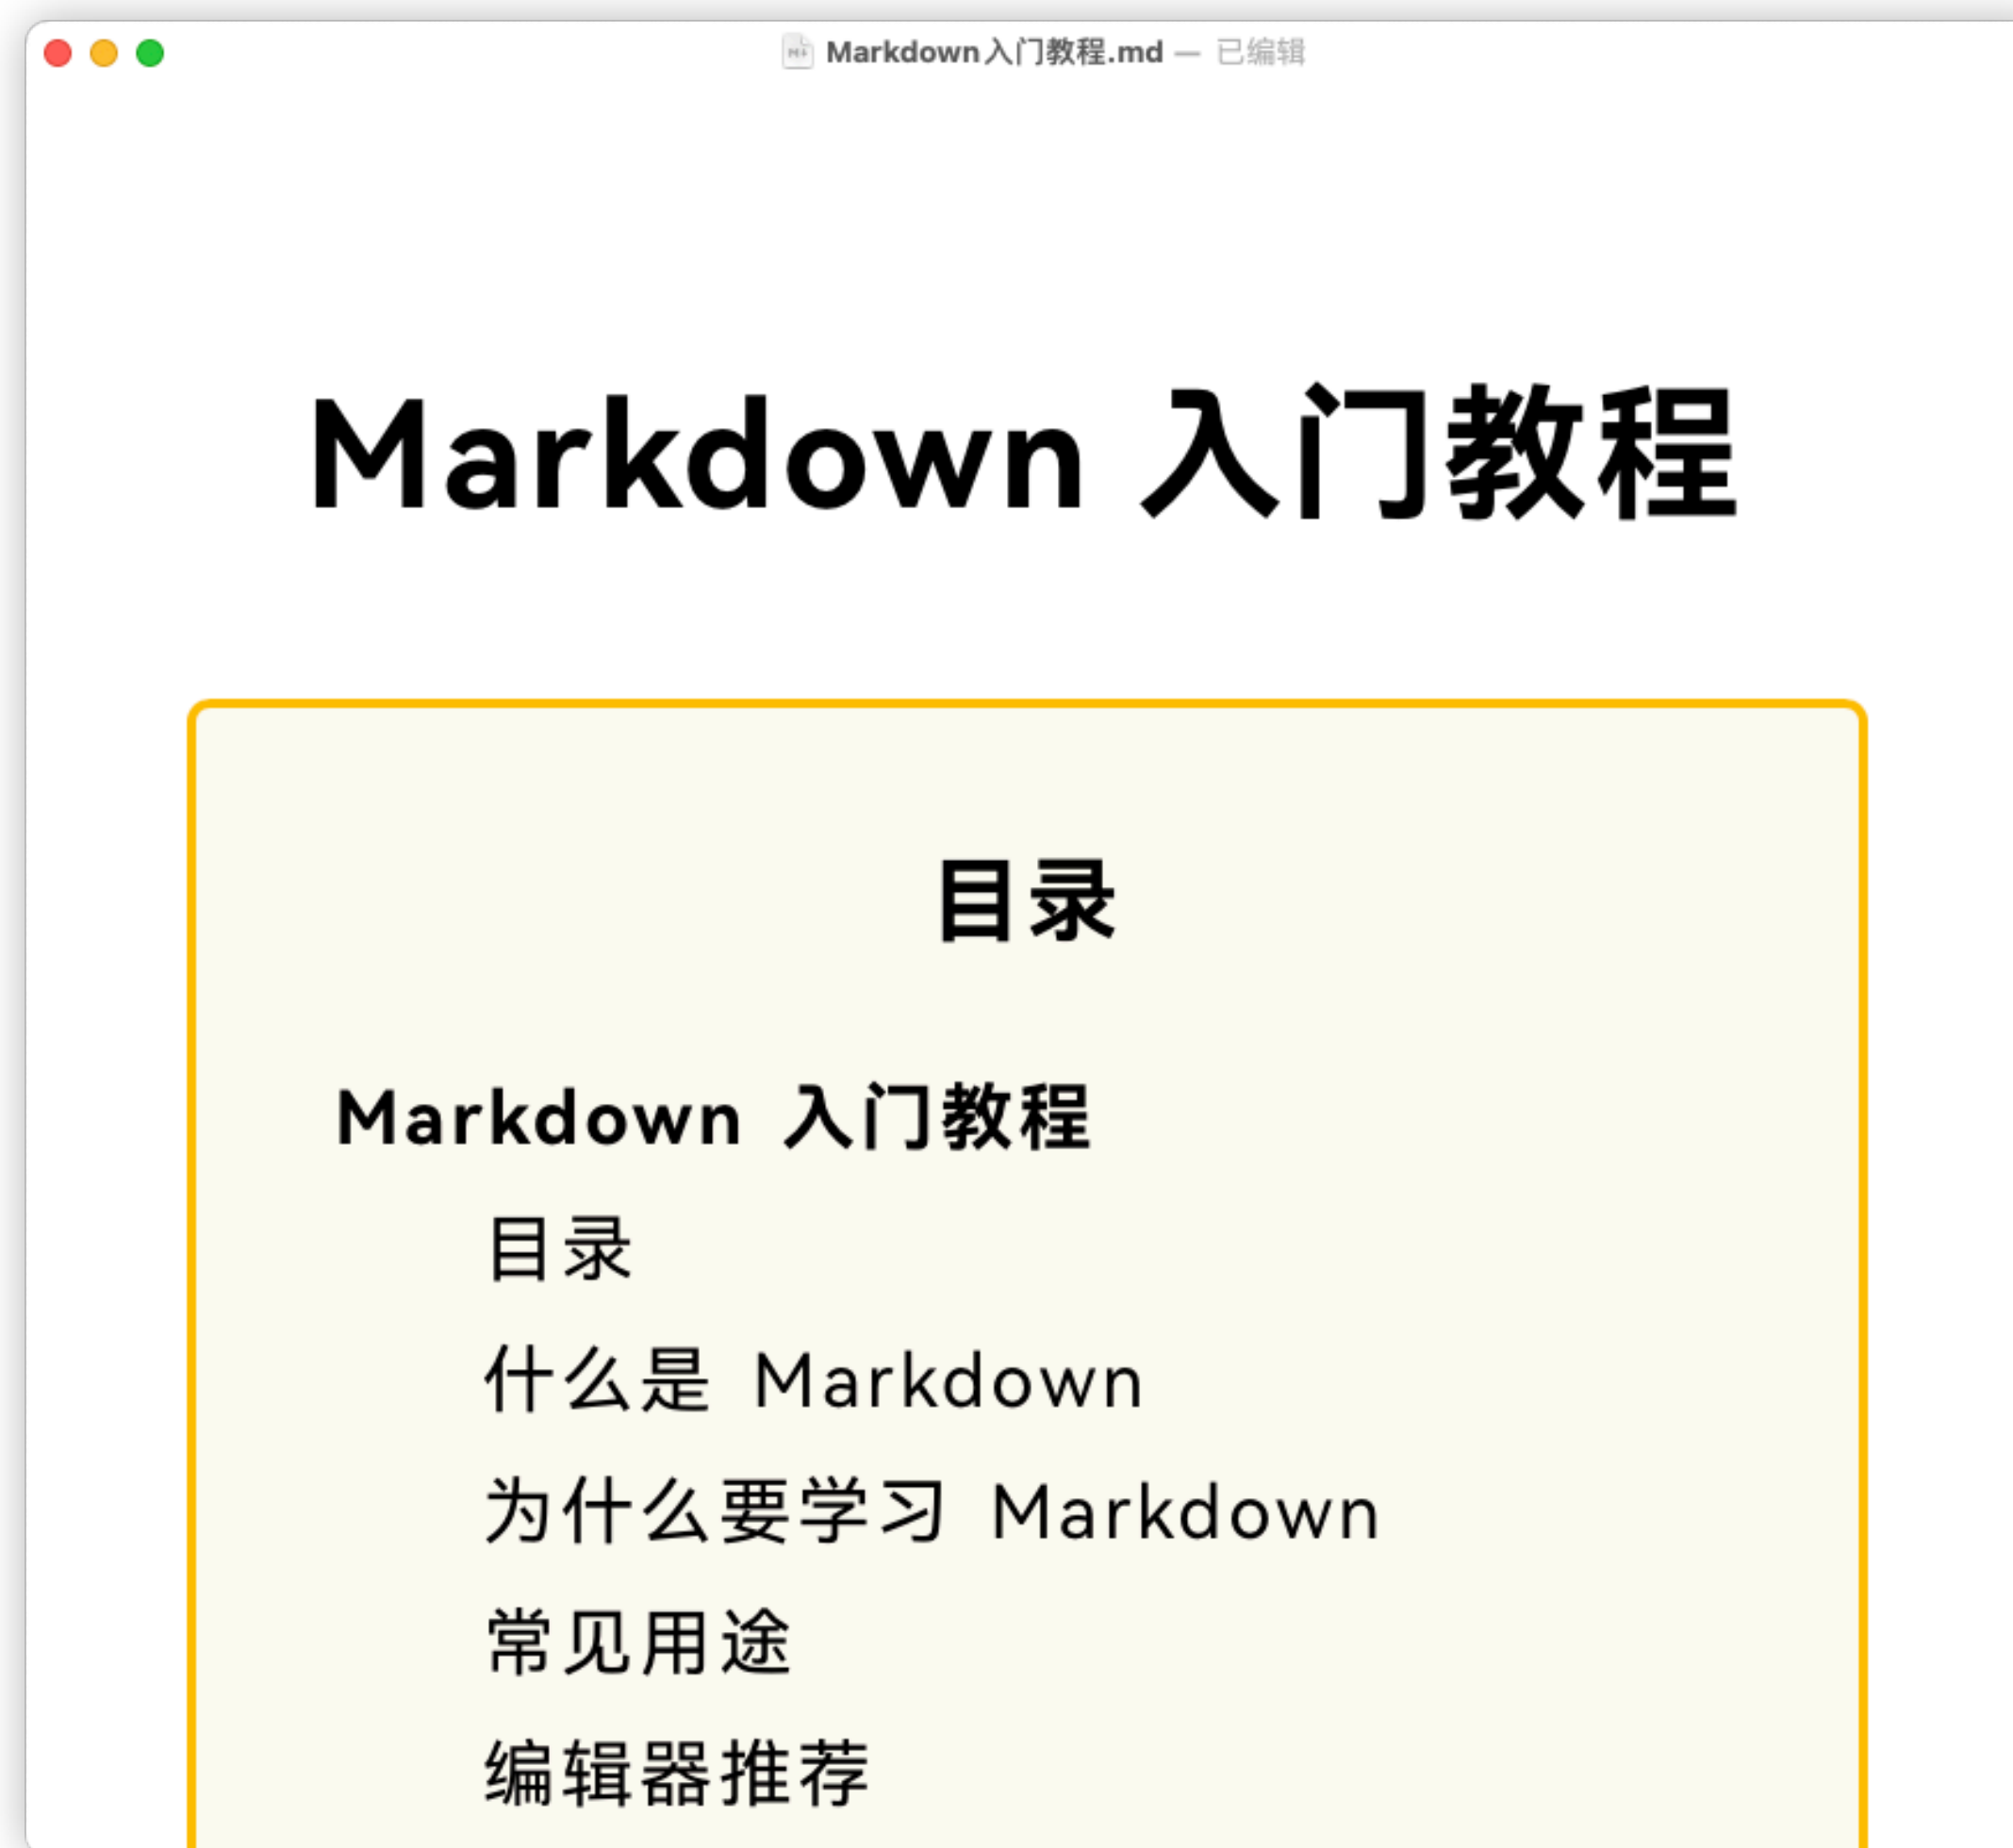 Markdown入门教程.md — 已编辑
Markdown 入门教程
目录
Markdown 入门教程
目录
什么是 Markdown
为什么要学习 Markdown
常见用途
编辑器推荐